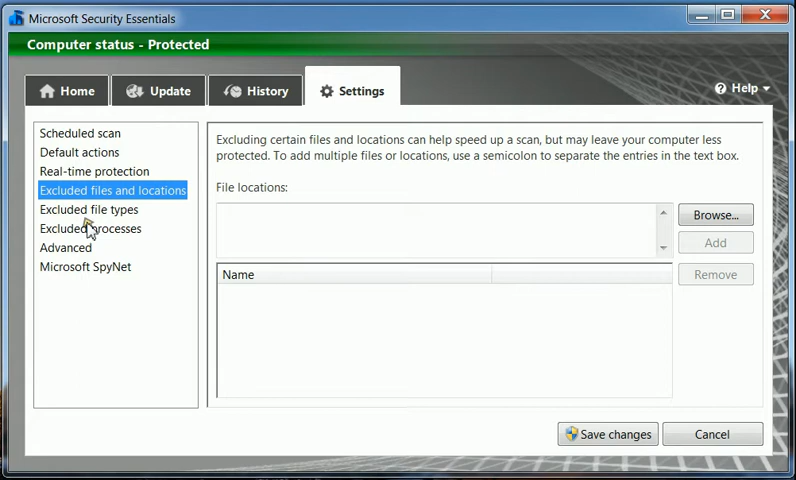 Microsoft Security Essentials
Computer status - Protected
Home
Update
History
Settings
Help
Scheduled scan
Default actions
Real-time protection
Excluded files and locations
Excluded file types
Excluded processes
Advanced
Microsoft SpyNet
Excluding certain files and locations can help speed up a scan, but may leave your computer less
protected. To add multiple files or locations, use a semicolon to separate the entries in the text box.
File locations:
Browse...
Add
Name
Remove
Save changes
Cancel